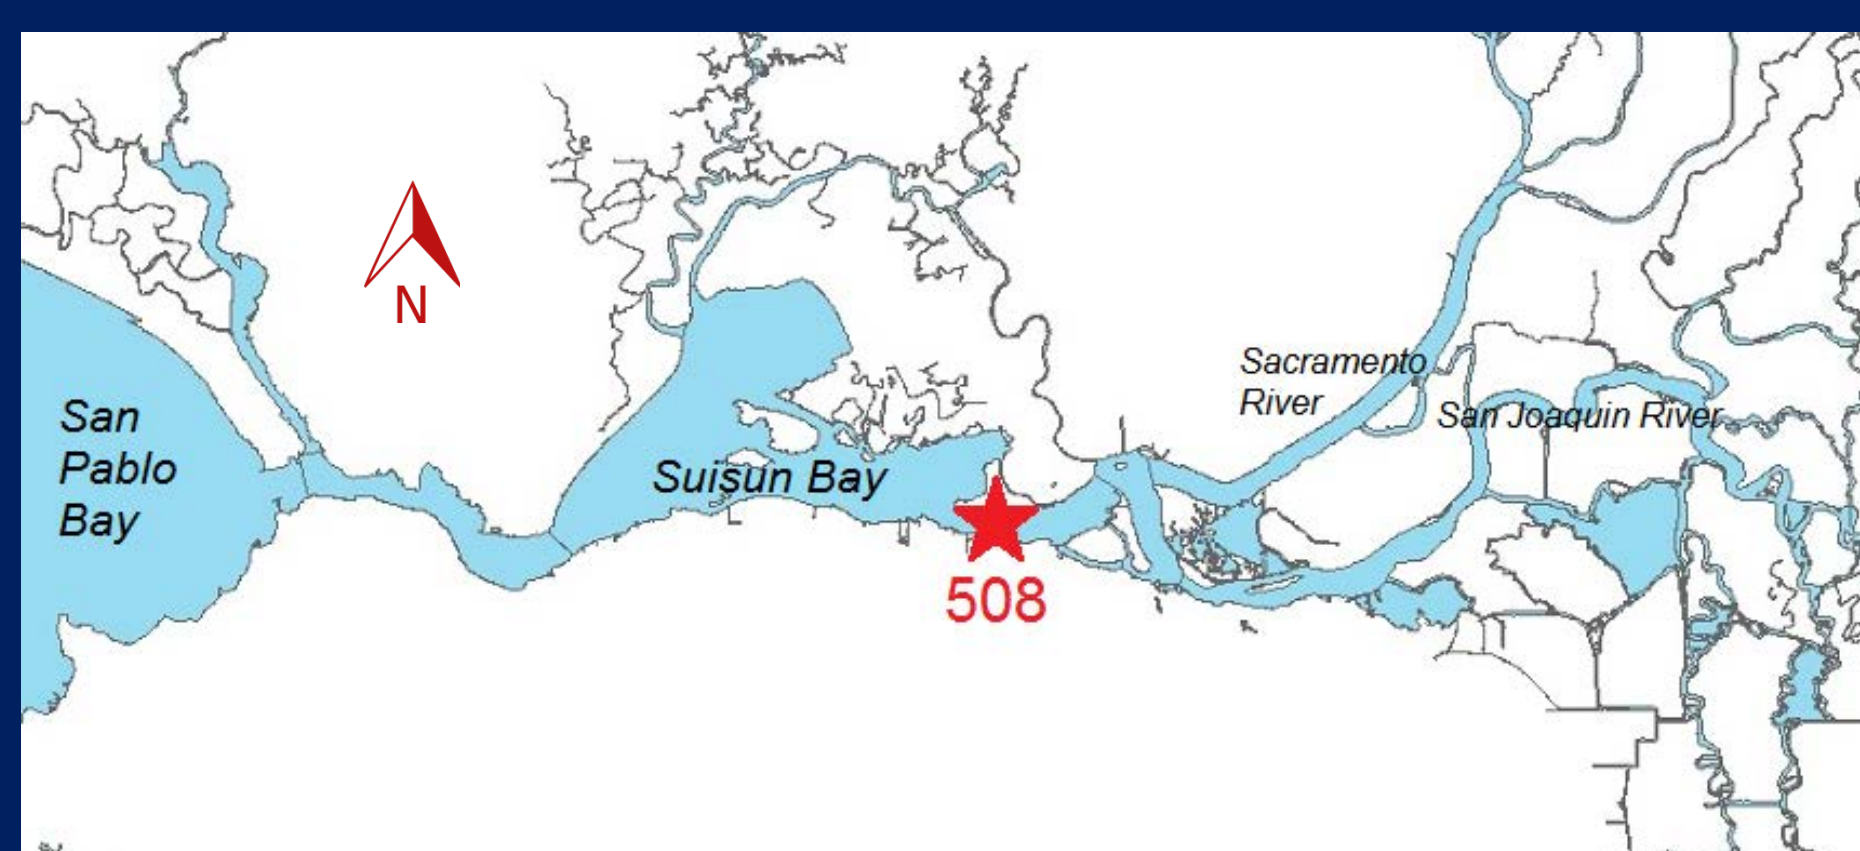 N
Sacramento
River
San
Pablo
Bay
San Joaquin River
Suisun Bay
508